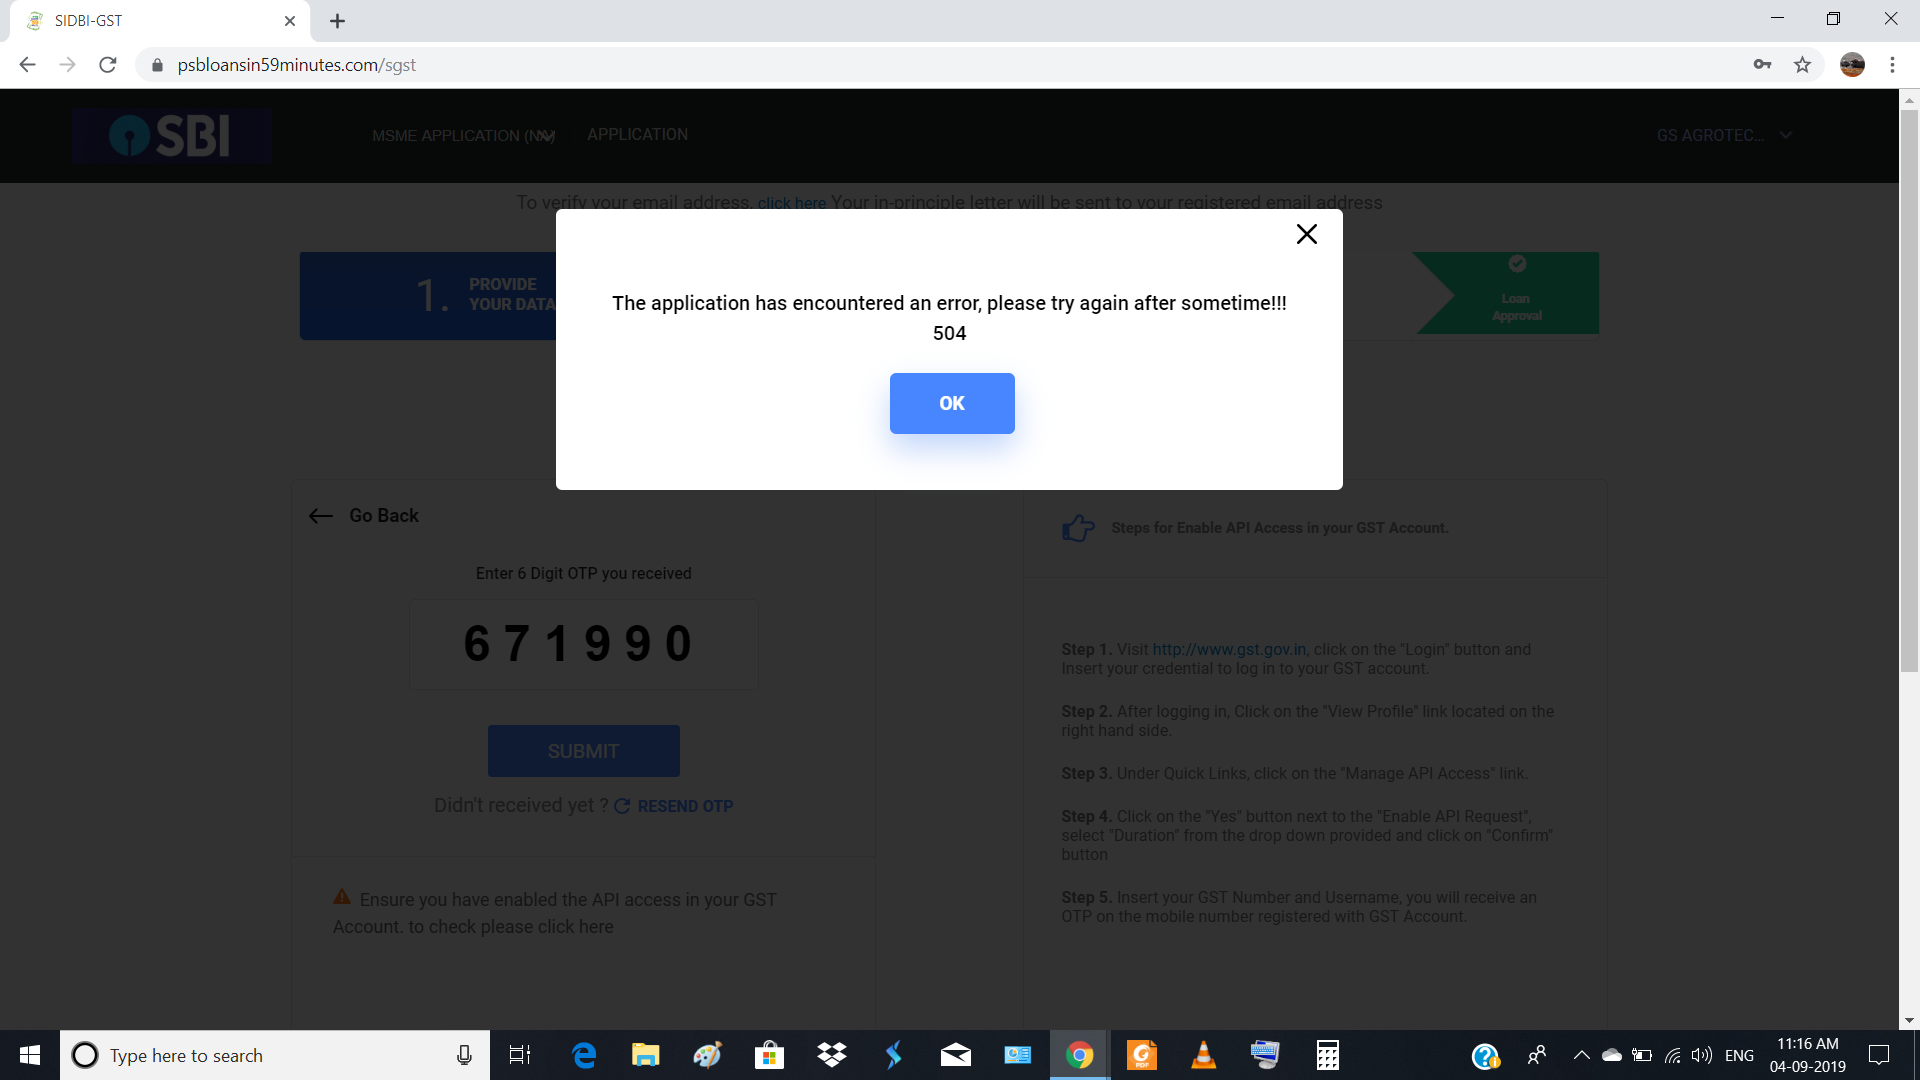 SIDBI-GST
psbloansin59minutes.com/sgst
SBI
MSME APPLICATION
APPLICATION
GS AGROTEC...
To verify your email address, click here Your in-principle letter will be sent to your registered email address
1. PROVIDE
YOUR DATA
Loan
Approval
The application has encountered an error, please try again after sometime!!!
504
OK
Go Back
Enter 6 Digit OTP you received
671990
SUBMIT
Didn't received yet ? RESEND OTP
Ensure you have enabled the API access in your GST
Account. to check please click here
Steps for Enable API Access in your GST Account.
Step 1. Visit http://www.gst.gov.in, click on the "Login" button and
Insert your credential to log in to your GST account.
Step 2. After logging in, Click on the "View Profile" link located on the
right hand side.
Step 3. Under Quick Links, click on the "Manage API Access" link.
Step 4. Click on the "Yes" button next to the "Enable API Request",
select "Duration" from the drop down provided and click on "Confirm"
button
Step 5. Insert your GST Number and Username, you will receive an
OTP on the mobile number registered with GST Account.
Type here to search
PDF
ENG
11:16 AM
04-09-2019